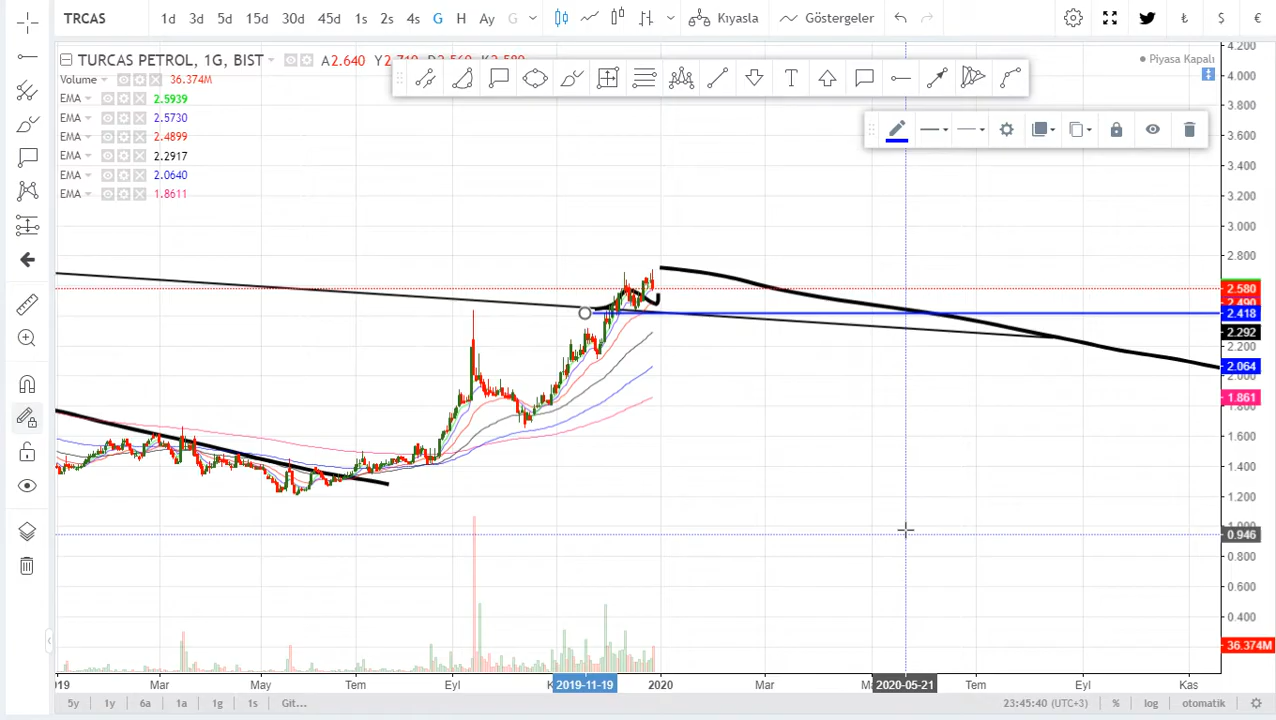 TRCAS 1d 3d 5d 15d 30d 45d 1s 2s 4s G H Ay G Kıyasla Göstergeler ₺ $ €
TURCAS PETROL, 1G, BIST A2.640
Piyasa Kapalı
Volume 36.374M
EMA 2.5939
EMA 2.5730
EMA 2.4899
EMA 2.2917
EMA 2.0640
EMA 1.8611
4.200
4.000
3.800
3.600
3.400
3.200
3.000
2.800
2.580
2.418
2.292
2.200
2.064
1.861
1.600
1.400
1.200
0.946
0.800
0.600
0.400
36.374M
Mar May Tem Eyl 2019-11-19 2020 Mar 2020-05-21 Tem Eyl Kas
5y 1y 6a 1a 1g 1s Git... 23:45:40 (UTC+3) % log otomatik